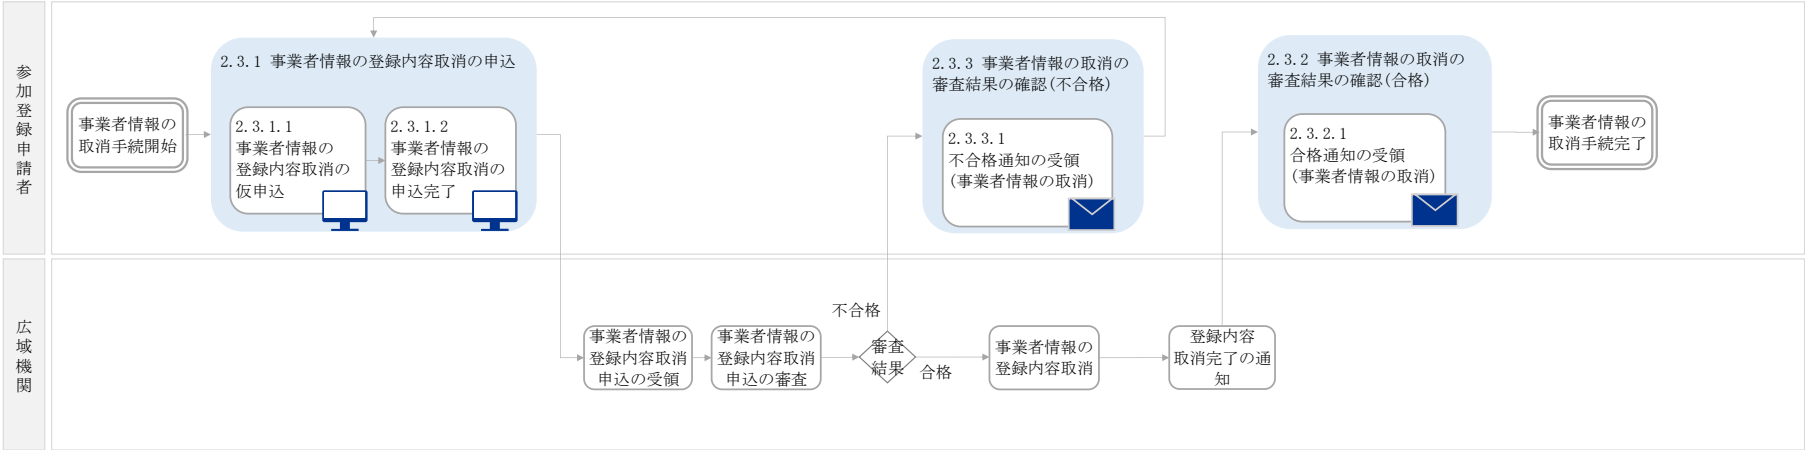 参加登録申請者
事業者情報の
取消手続開始
2.3.1 事業者情報の登録内容取消の申込
2.3.1.1
事業者情報の
登録内容取消の
仮申込
2.3.1.2
事業者情報の
登録内容取消の
申込完了
2.3.3 事業者情報の取消の
審査結果の確認(不合格)
2.3.3.1
不合格通知の受領
(事業者情報の取消)
2.3.2 事業者情報の取消の
審査結果の確認(合格)
2.3.2.1
合格通知の受領
(事業者情報の取消)
事業者情報の
取消手続完了
広域機関
事業者情報の
登録内容取消
申込の受領
事業者情報の
登録内容取消
申込の審査
不合格
審査
結果
合格
事業者情報の
登録内容取消
登録内容
取消完了の通
知